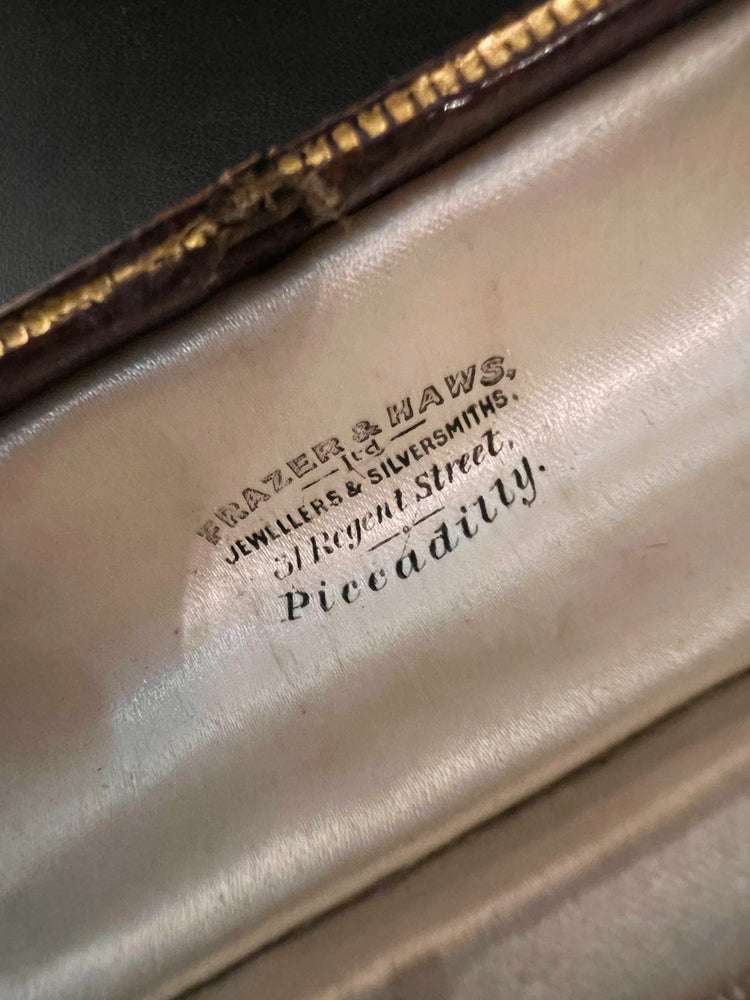 FRAZER & HAWS,
Ltd
JEWELLERS & SILVERSMITHS,
31 Regent Street,
Piccadilly.